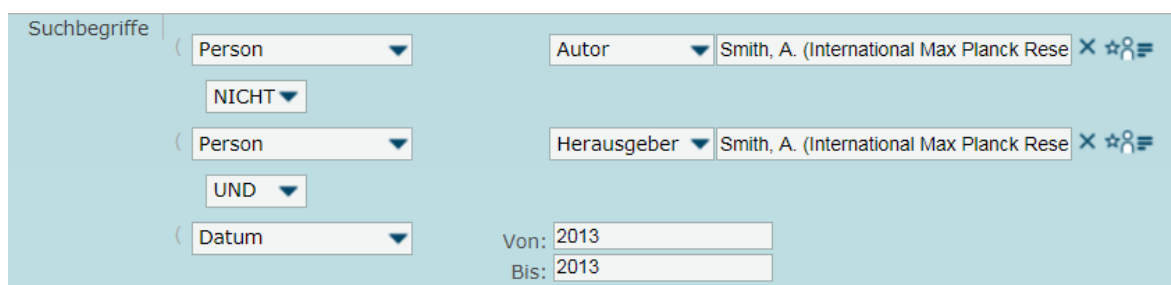 Suchbegriffe
( Person Autor Smith, A. (International Max Planck Rese
NICHT
( Person Herausgeber Smith, A. (International Max Planck Rese
UND
( Datum Von: 2013
Bis: 2013